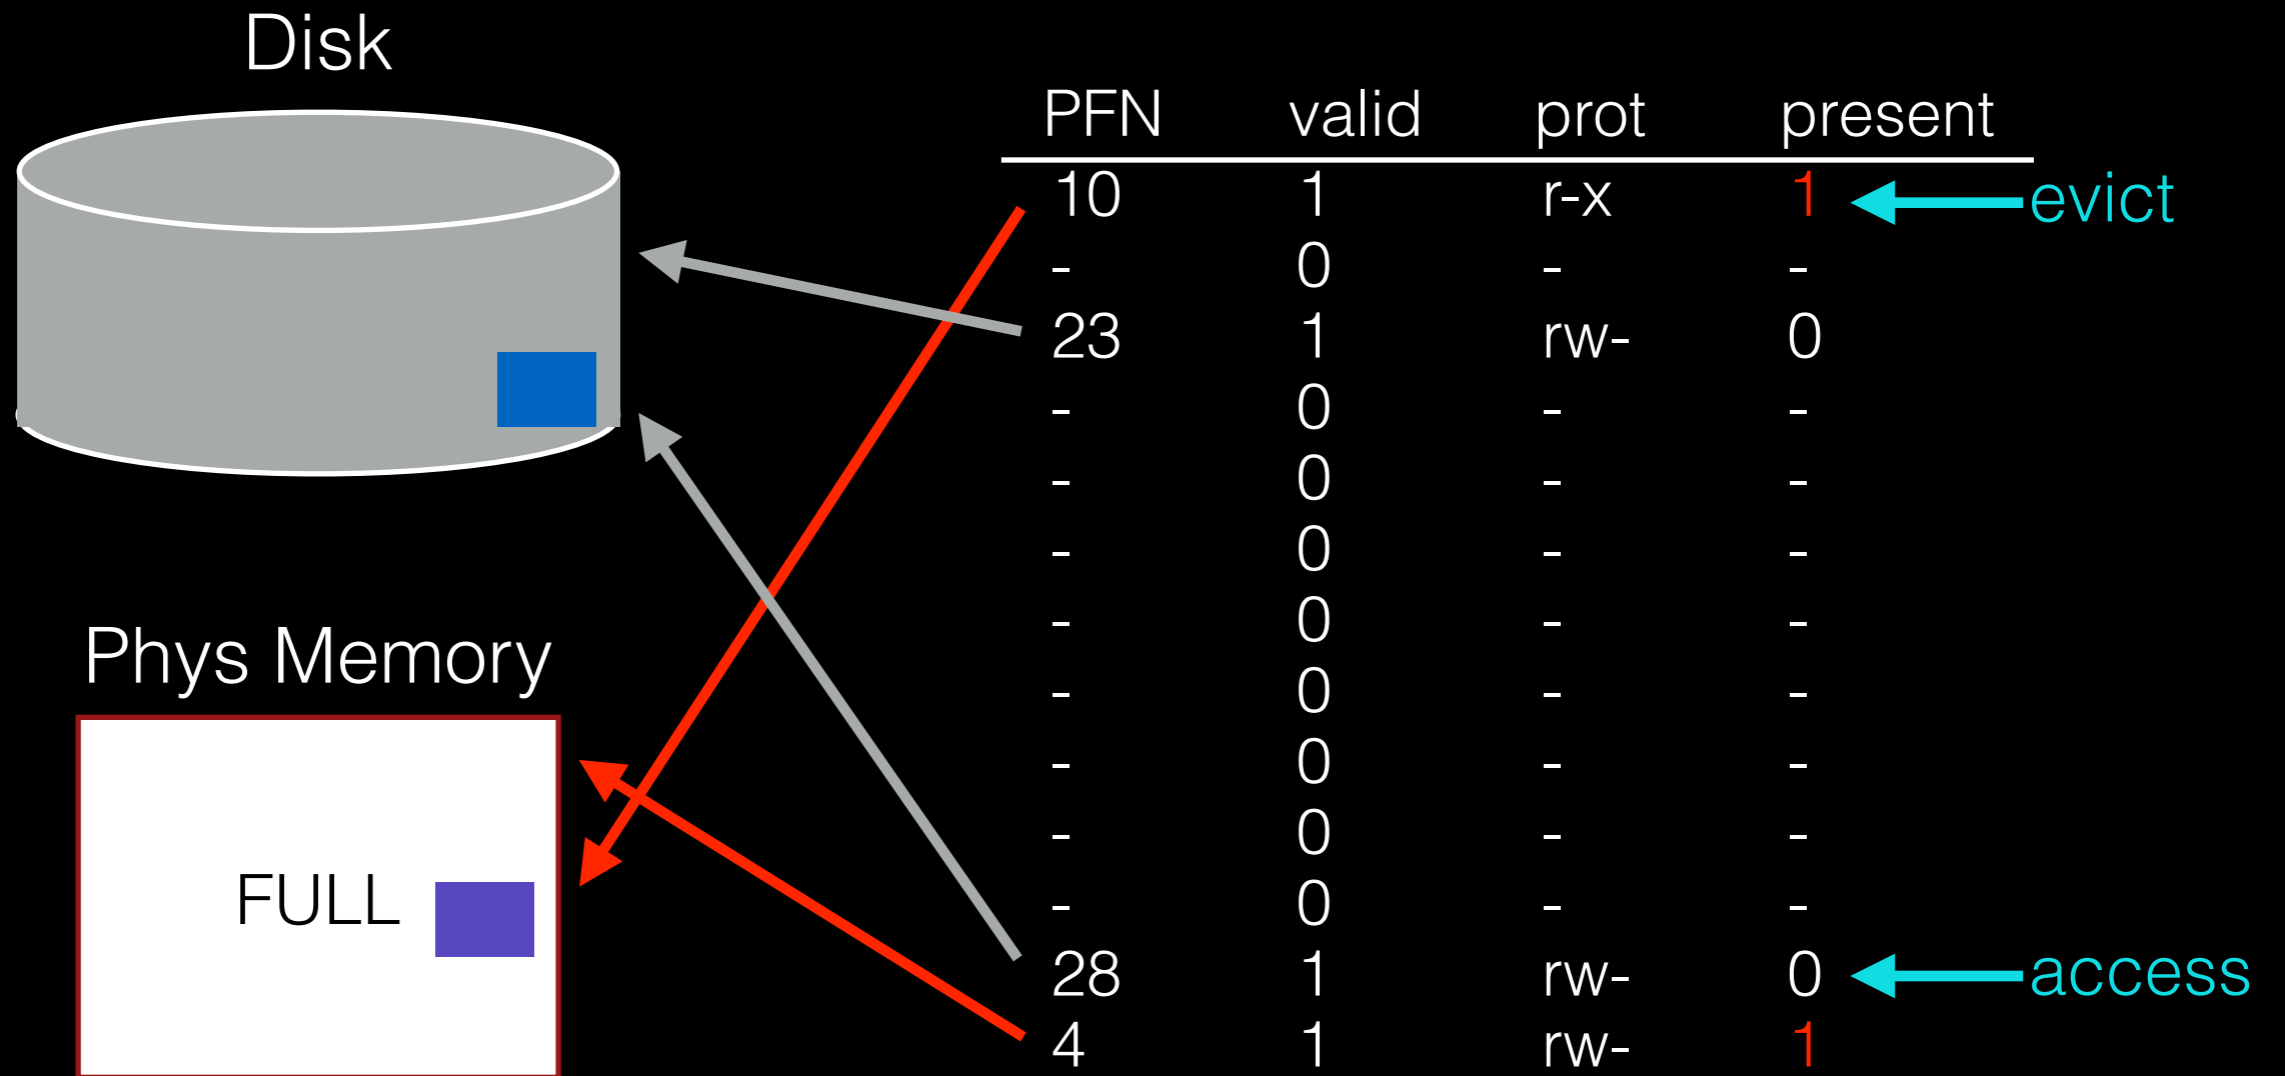 Disk
PFN valid prot present
10 1 r-x 1 evict
- 0 - -
23 1 rw- 0
- 0 - -
- 0 - -
- 0 - -
- 0 - -
- 0 - -
- 0 - -
- 0 - -
- 0 - -
28 1 rw- 0 access
4 1 rw- 1
Phys Memory
FULL